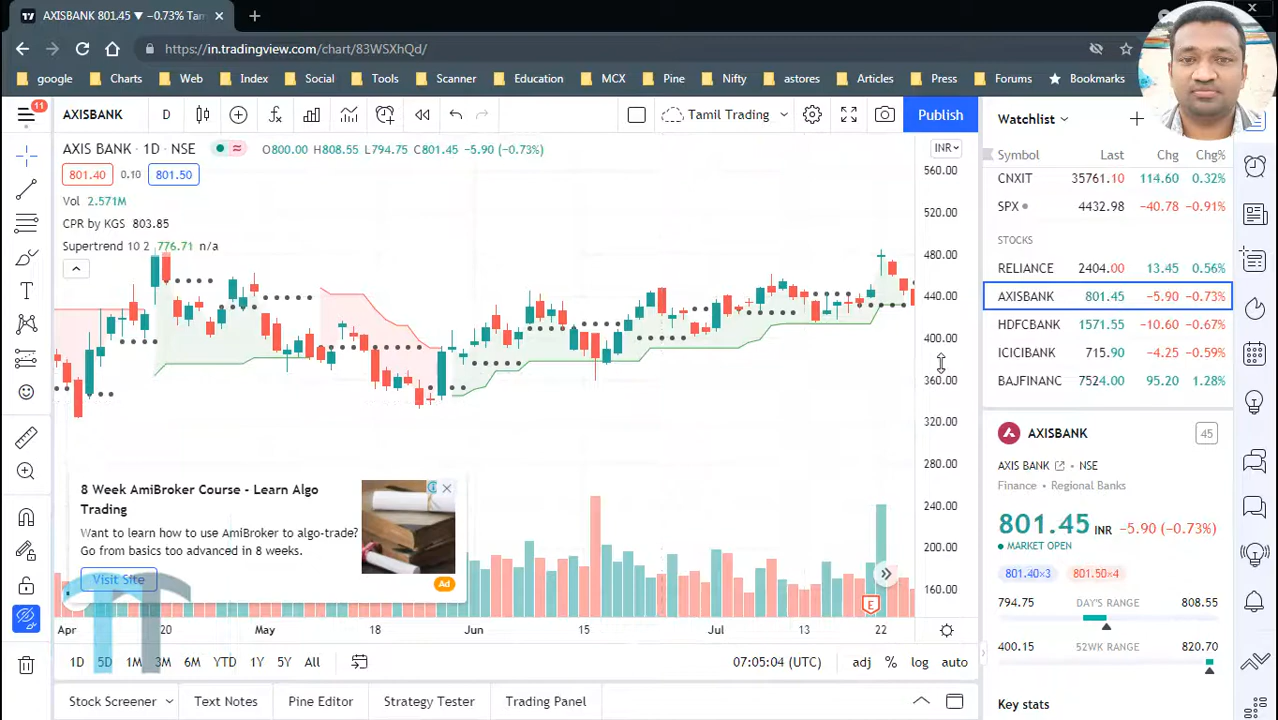 AXISBANK 801.45 ▼ −0.73% Tam
https://in.tradingview.com/chart/83WSXhQd/
google Charts Web Index Social Tools Scanner Education MCX Pine Nifty astores Articles Press Forums Bookmarks
11
AXISBANK D Tamil Trading Publish
AXIS BANK · 1D · NSE O800.00 H808.55 L794.75 C801.45 −5.90 (−0.73%)
INR
801.40 0.10 801.50
Vol 2.571M
CPR by KGS 803.85
Supertrend 10 2 776.71 n/a
560.00
520.00
480.00
440.00
400.00
360.00
320.00
280.00
240.00
200.00
160.00
8 Week AmiBroker Course - Learn Algo
Trading
Want to learn how to use AmiBroker to algo-trade?
Go from basics too advanced in 8 weeks.
Visit Site
Ad
E
Apr 20 May 18 Jun 15 Jul 13 22
1D 5D 1M 3M 6M YTD 1Y 5Y All 07:05:04 (UTC) adj % log auto
Stock Screener Text Notes Pine Editor Strategy Tester Trading Panel
Watchlist
Symbol Last Chg Chg%
CNXIT 35761.10 114.60 0.32%
SPX 4432.98 −40.78 −0.91%
STOCKS
RELIANCE 2404.00 13.45 0.56%
AXISBANK 801.45 −5.90 −0.73%
HDFCBANK 1571.55 −10.60 −0.67%
ICICIBANK 715.90 −4.25 −0.59%
BAJFINANC 7524.00 95.20 1.28%
AXISBANK 45
AXIS BANK • NSE
Finance • Regional Banks
801.45 INR −5.90 (−0.73%)
MARKET OPEN
801.40×3 801.50×4
794.75 DAY'S RANGE 808.55
400.15 52WK RANGE 820.70
Key stats